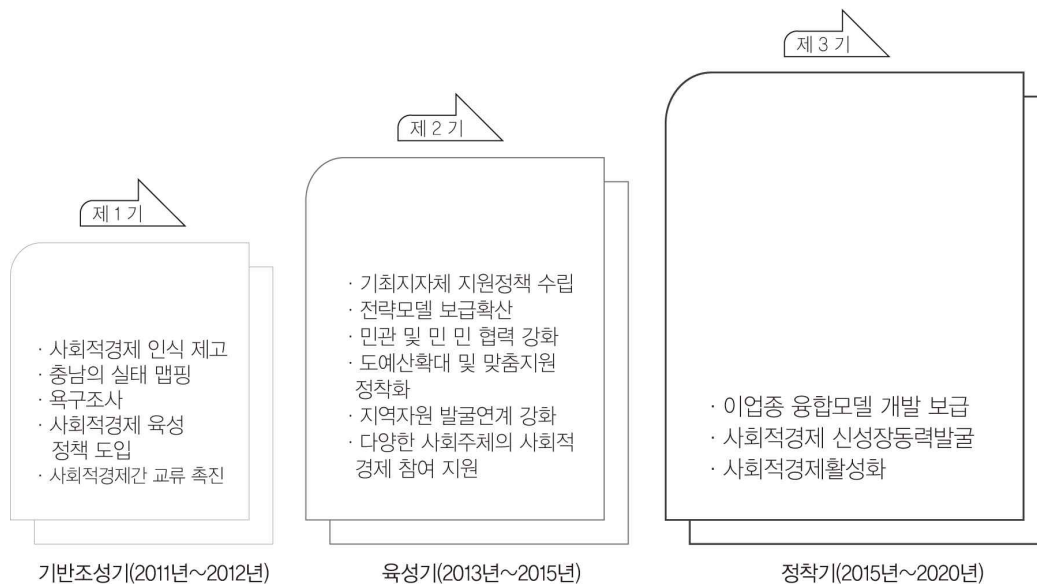 제 1 기
· 사회적경제 인식 제고
· 충남의 실태 맵핑
· 욕구조사
· 사회적경제 육성
정책 도입
· 사회적경제간 교류 촉진
기반조성기(2011년~2012년)
제 2 기
· 기최지자체 지원정책 수립
· 전략모델 보급확산
· 민관 및 민 민 협력 강화
· 도예산확대 및 맞춤지원
정착화
· 지역자원 발굴연계 강화
· 다양한 사회주체의 사회적
경제 참여 지원
육성기(2013년~2015년)
제 3 기
· 이업종 융합모델 개발 보급
· 사회적경제 신성장동력발굴
· 사회적경제활성화
정착기(2015년~2020년)